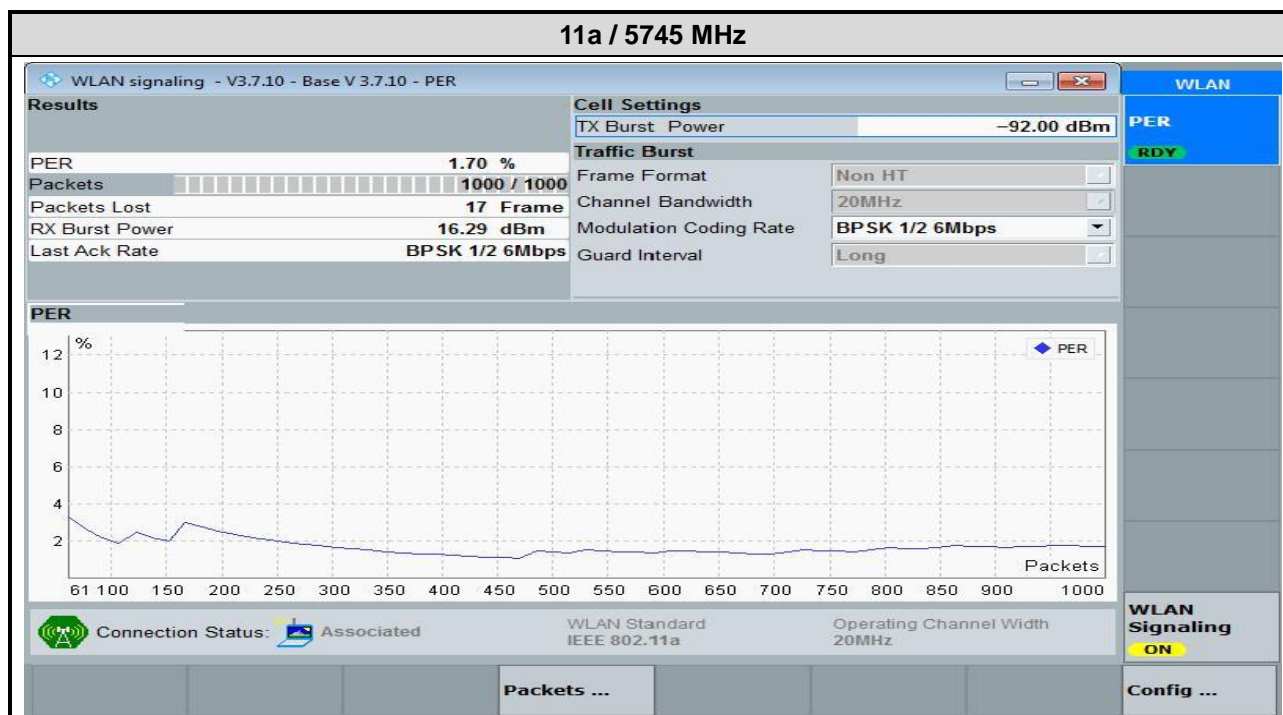 11a / 5745 MHz
WLAN signaling - V3.7.10 - Base V 3.7.10 - PER
WLAN
Results
Cell Settings
TX Burst Power −92.00 dBm
PER
RDY
Traffic Burst
PER 1.70 %
Frame Format Non HT
Packets 1000 / 1000
Channel Bandwidth 20MHz
Packets Lost 17 Frame
Modulation Coding Rate BPSK 1/2 6Mbps
RX Burst Power 16.29 dBm
Guard Interval Long
Last Ack Rate BPSK 1/2 6Mbps
PER
%
PER
12
10
8
6
4
2
Packets
61 100 150 200 250 300 350 400 450 500 550 600 650 700 750 800 850 900 1000
Connection Status: Associated
WLAN Standard
IEEE 802.11a
Operating Channel Width
20MHz
WLAN
Signaling
ON
Packets ...
Config ...